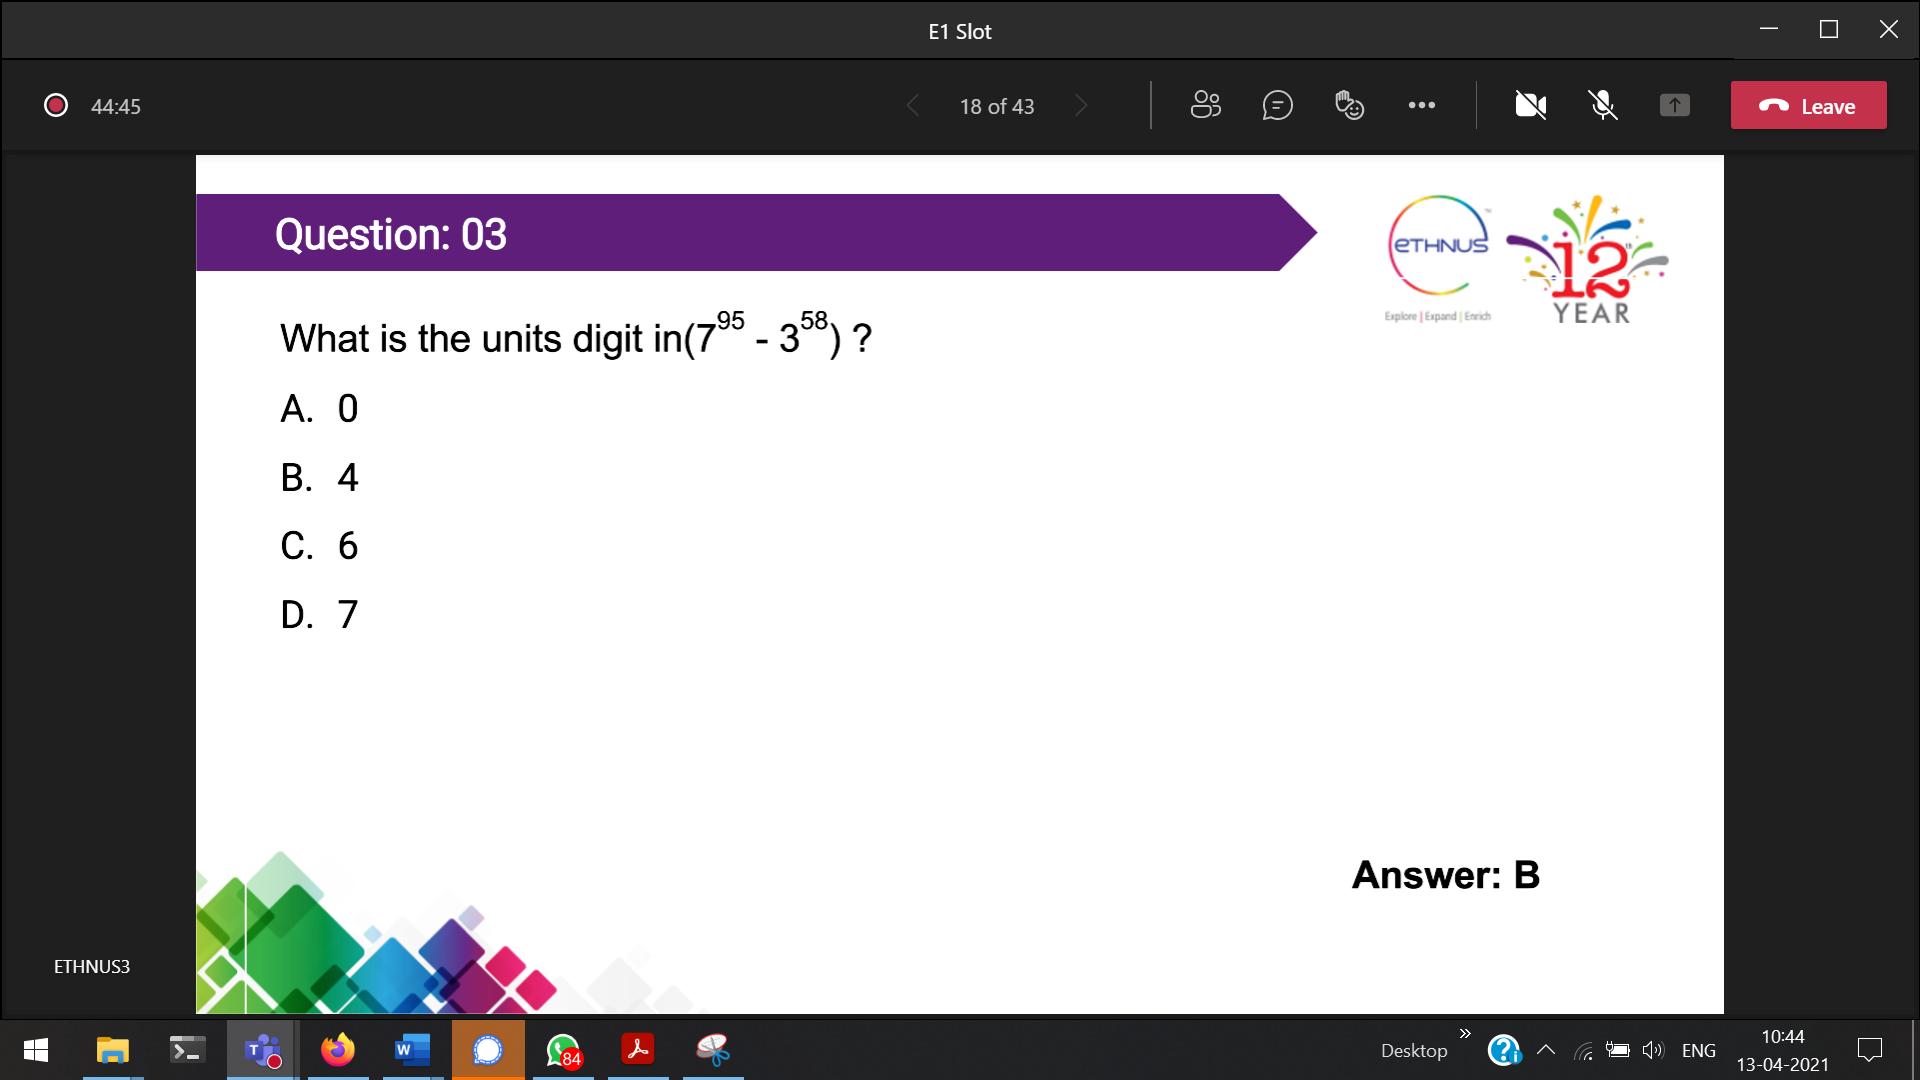 E1 Slot
44:45
18 of 43
Leave
Question: 03
ETHNUS
™
Explore | Expand | Enrich
12th
YEAR
What is the units digit in(7^95 - 3^58) ?
A. 0
B. 4
C. 6
D. 7
Answer: B
ETHNUS3
84
Desktop
ENG
10:44
13-04-2021